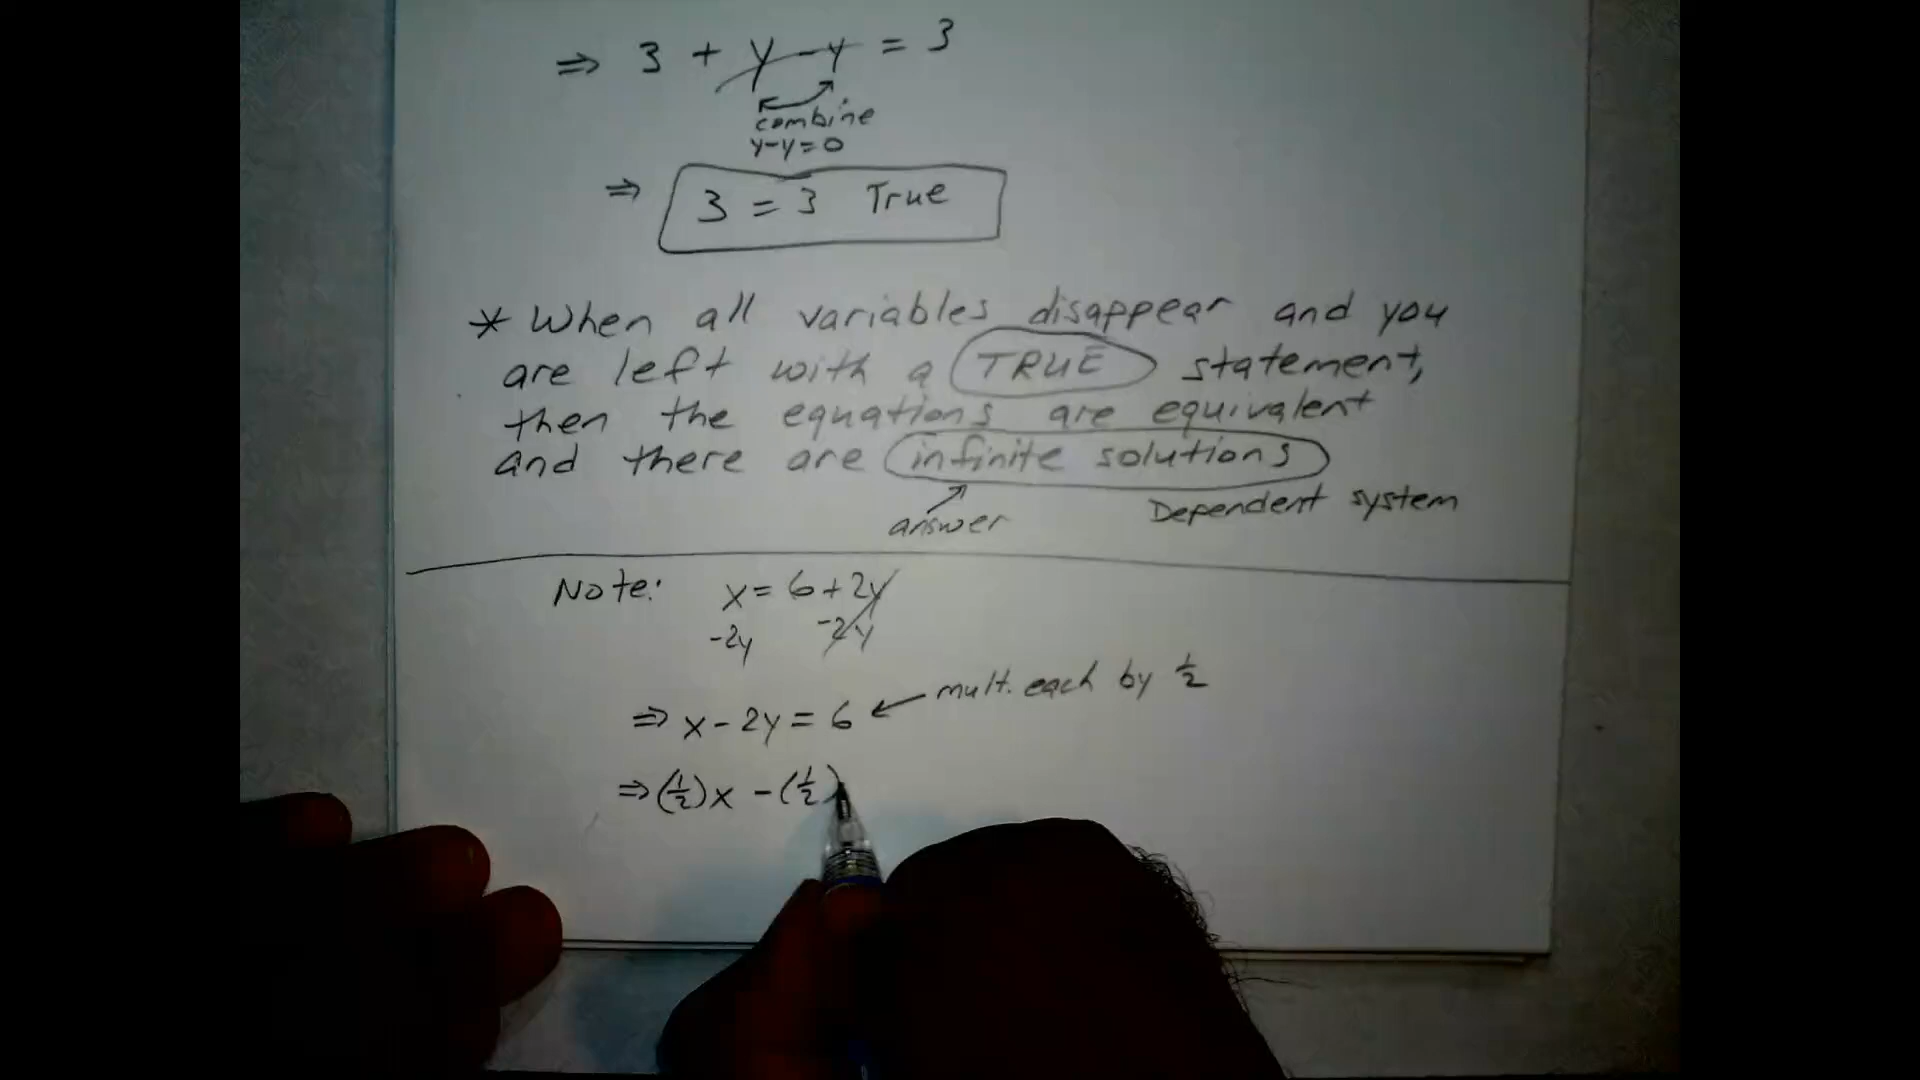 ⇒ 3 + y - y = 3
combine
y-y=0
⇒ 3 = 3 True
* When all variables disappear and you
are left with a TRUE statement,
then the equations are equivalent
and there are infinite solutions
answer
Dependent system
Note: x = 6 + 2y
-2y -2y
⇒ x - 2y = 6 ← mult. each by 1/2
⇒ (1/2)x - (1/2)